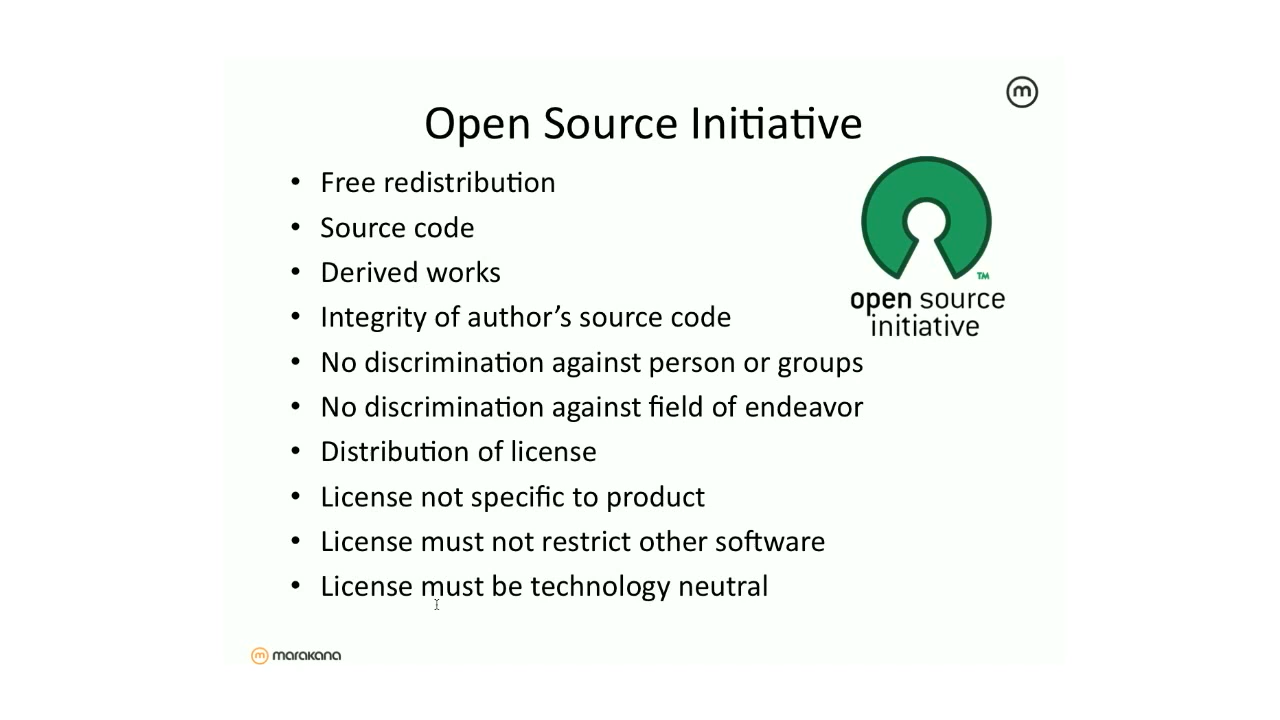 m
Open Source Initiative
• Free redistribution
• Source code
• Derived works
• Integrity of author’s source code
• No discrimination against person or groups
• No discrimination against field of endeavor
• Distribution of license
• License not specific to product
• License must not restrict other software
• License must be technology neutral
TM
open source
initiative
m marakana